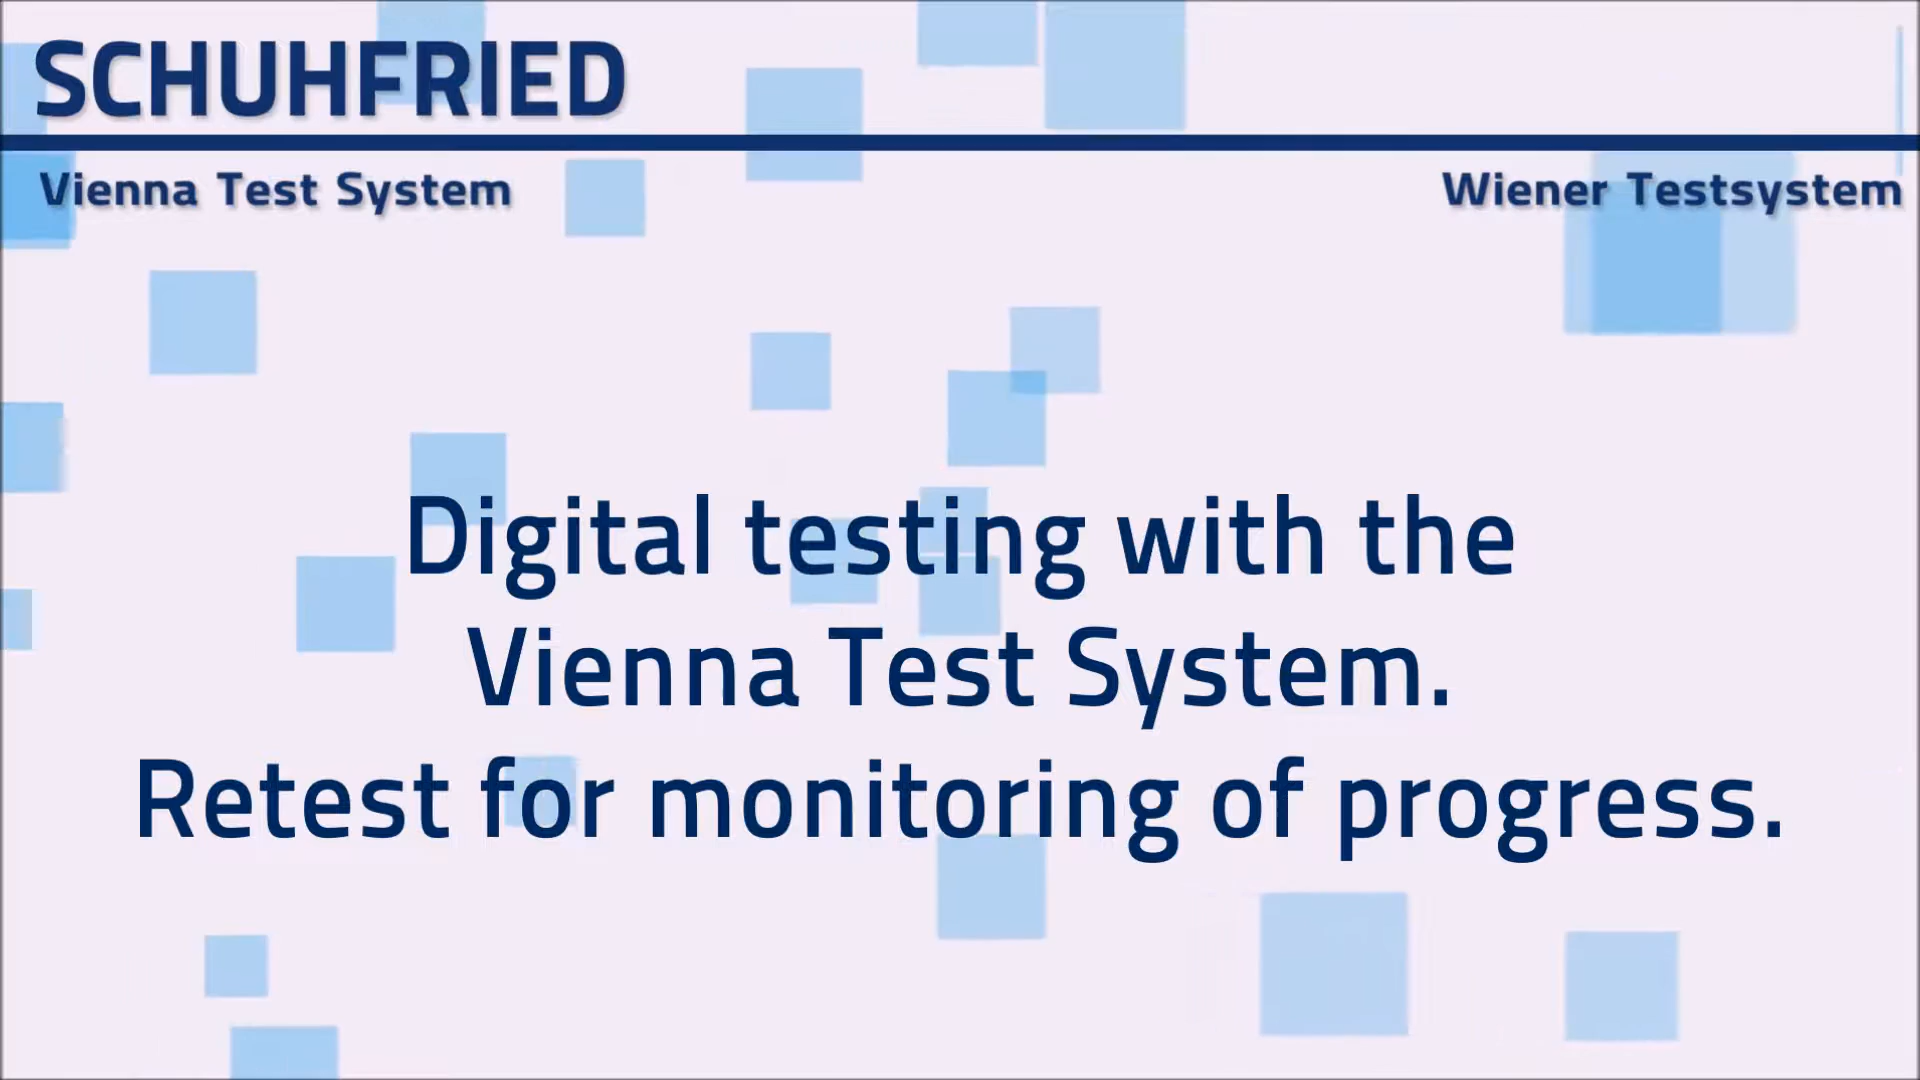 SCHUHFRIED
Vienna Test System
Wiener Testsystem
Digital testing with the
Vienna Test System.
Retest for monitoring of progress.